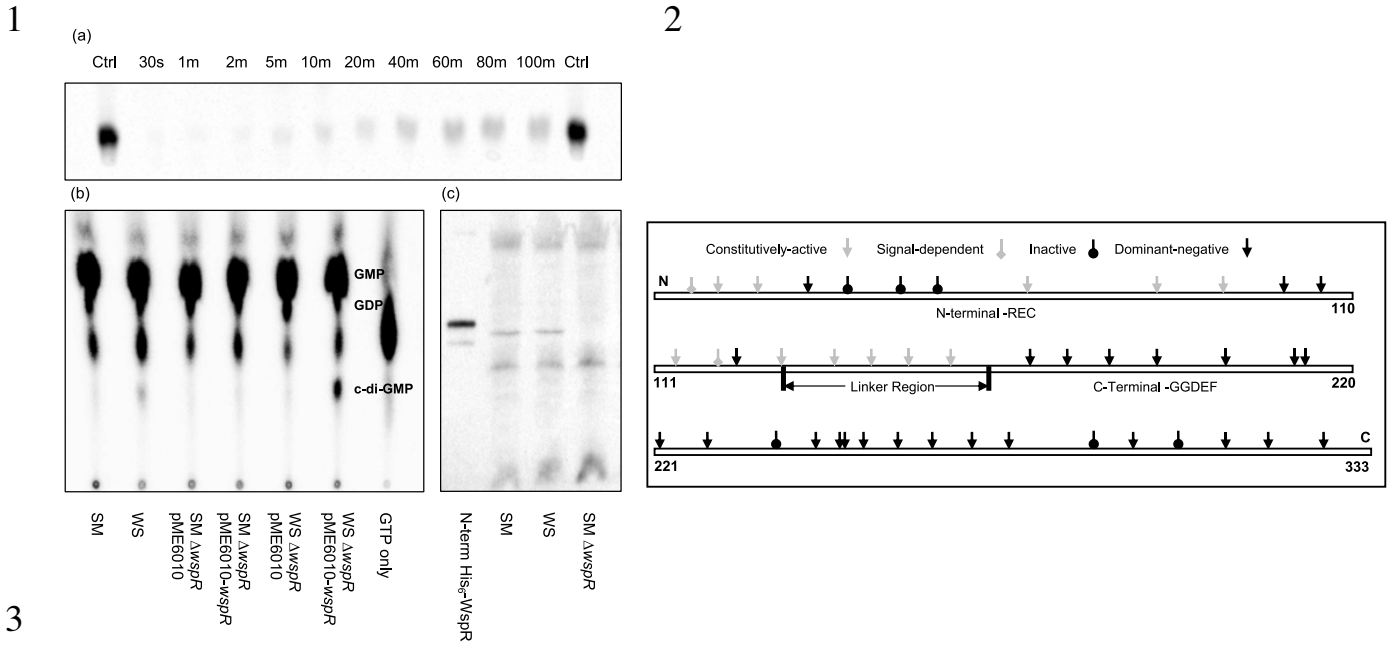 1
(a)
Ctrl 30s 1m 2m 5m 10m 20m 40m 60m 80m 100m Ctrl
(b)
GMP
GDP
c-di-GMP
SM
WS
SM ΔwspR
pME6010
SM ΔwspR
pME6010-wspR
WS ΔwspR
pME6010
WS ΔwspR
pME6010-wspR
GTP only
(c)
N-term His6-WspR
SM
WS
SM ΔwspR
2
Constitutively-active Signal-dependent Inactive Dominant-negative
N
N-terminal -REC
110
111
Linker Region
C-Terminal -GGDEF
220
C
221
333
3